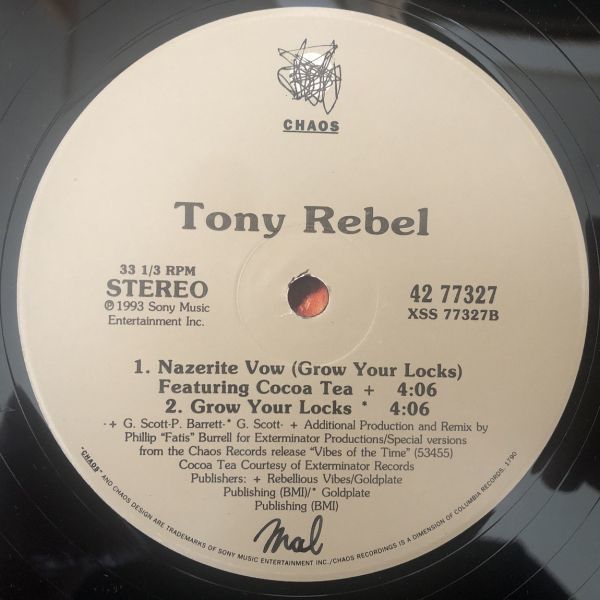 CHAOS
Tony Rebel
33 1/3 RPM
STEREO
℗1993 Sony Music
Entertainment Inc.
42 77327
XSS 77327B
1. Nazerite Vow (Grow Your Locks)
Featuring Cocoa Tea + 4:06
2. Grow Your Locks * 4:06
+ G. Scott-P. Barrett-* G. Scott- + Additional Production and Remix by
Phillip "Fatis" Burrell for Exterminator Productions/Special versions
from the Chaos Records release "Vibes of the Time" (53455)
Cocoa Tea Courtesy of Exterminator Records
Publishers: + Rebellious Vibes/Goldplate
Publishing (BMI)/* Goldplate
Publishing (BMI)
"CHAOS" AND CHAOS DESIGN ARE TRADEMARKS OF SONY MUSIC ENTERTAINMENT INC./CHAOS RECORDINGS IS A DIMENSION OF COLUMBIA RECORDS. 1790
Mal